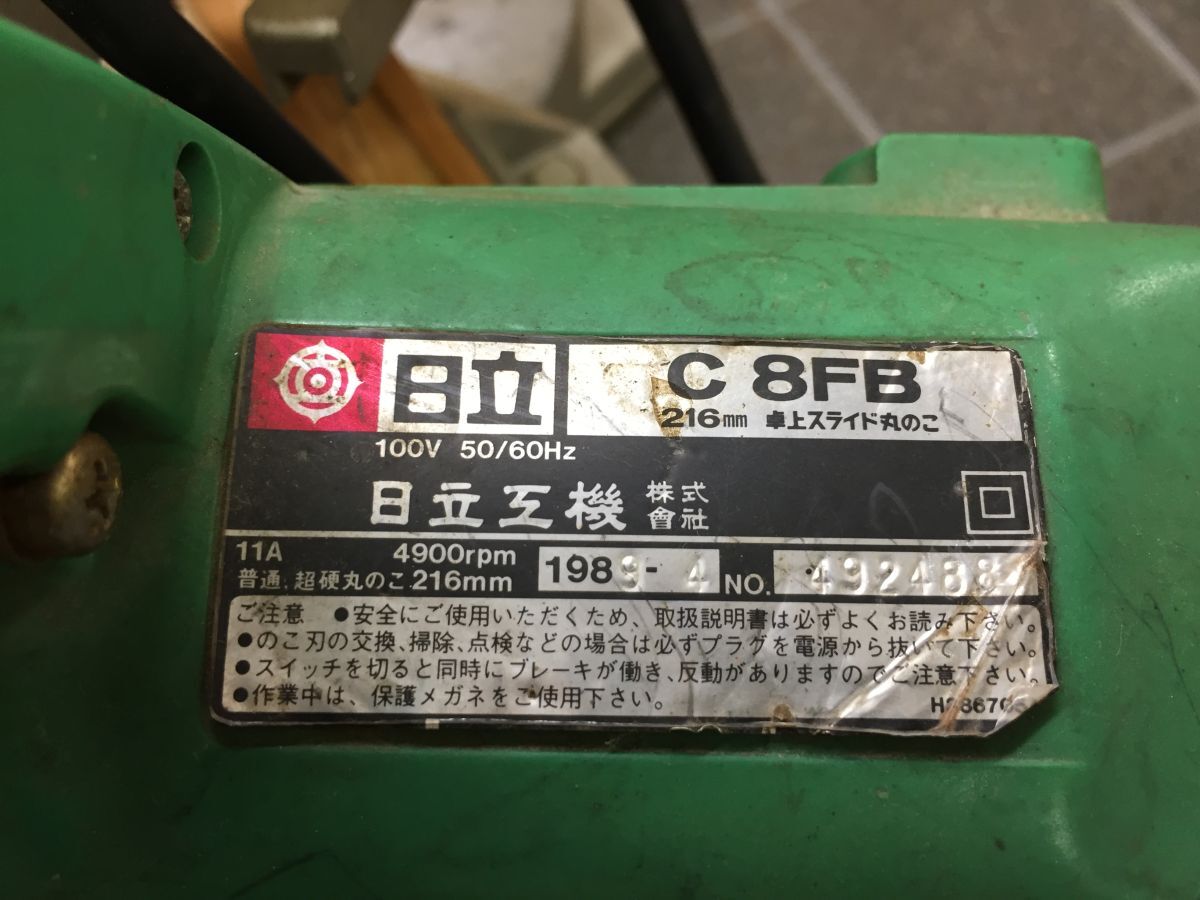 日立
C 8FB
216mm 卓上スライド丸のこ
100V 50/60Hz
日立工機 株式會社
11A 4900rpm
普通、超硬丸のこ 216mm
1989-4 NO. 492488
ご注意 ●安全にご使用いただくため、取扱説明書は必ずよくお読み下さい。
●のこ刃の交換、掃除、点検などの場合は必ずプラグを電源から抜いて下さい。
●スイッチを切ると同時にブレーキが働き、反動がありますのでご注意下さい。
●作業中は、保護メガネをご使用下さい。